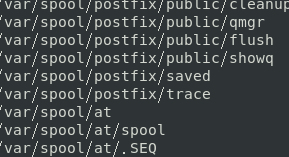 /var/spool/postfix/public/cleanup
/var/spool/postfix/public/qmgr
/var/spool/postfix/public/flush
/var/spool/postfix/public/showq
/var/spool/postfix/saved
/var/spool/postfix/trace
/var/spool/at
/var/spool/at/spool
/var/spool/at/.SEQ